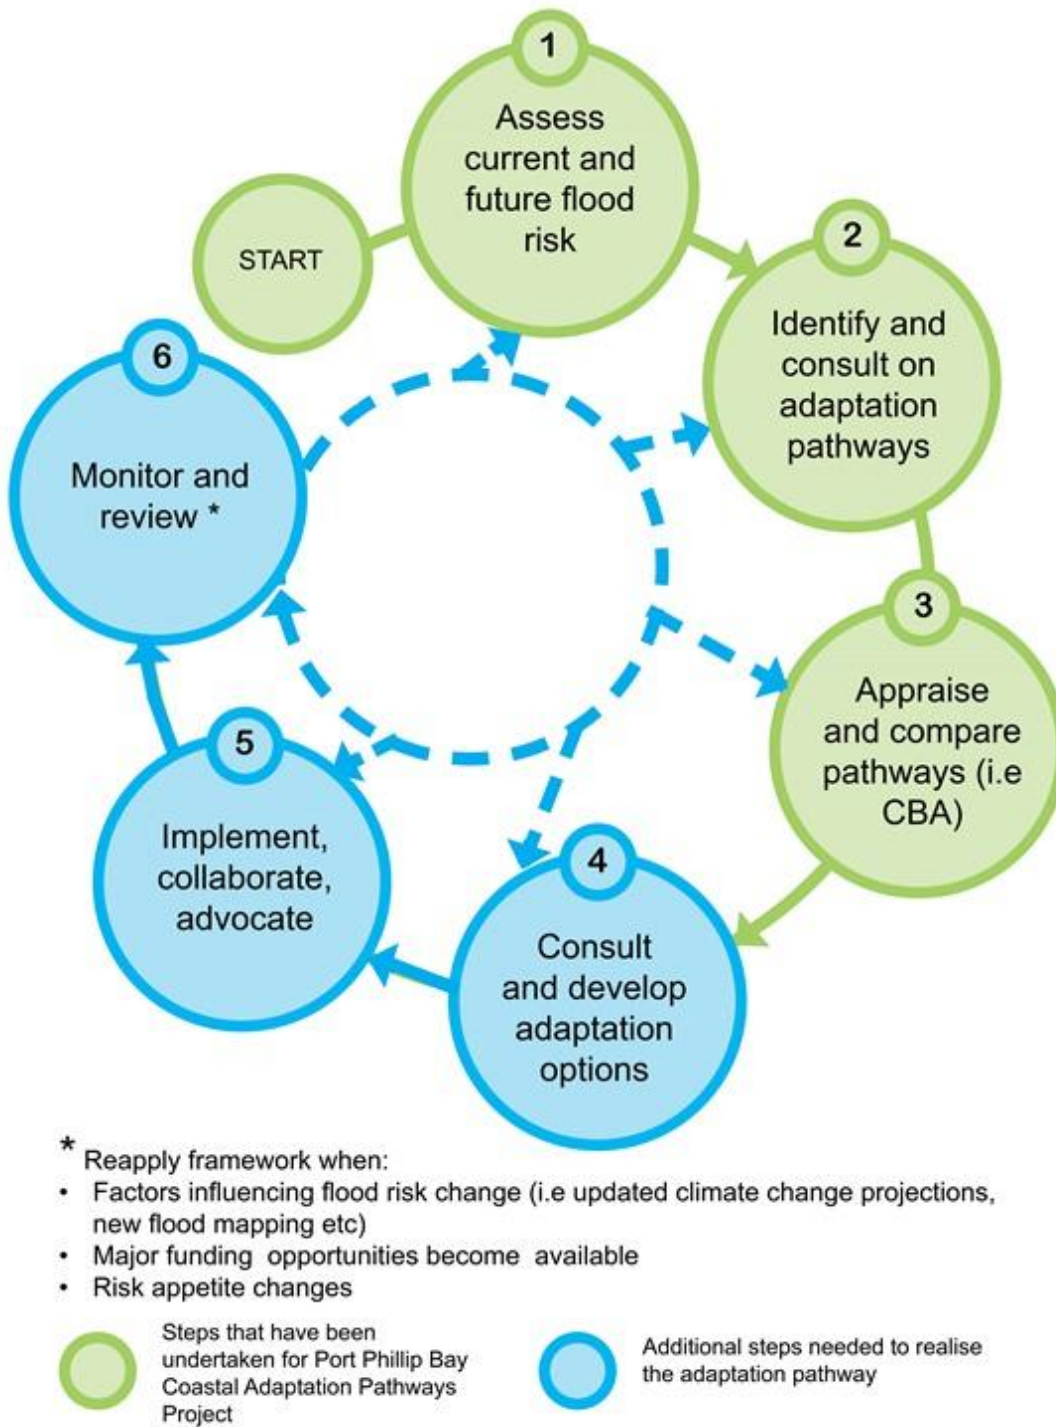 1
Assess
current and
future flood
risk
START
2
Identify and
consult on
adaptation
pathways
6
Monitor and
review *
3
Appraise
and compare
pathways (i.e
CBA)
5
Implement,
collaborate,
advocate
4
Consult
and develop
adaptation
options
* Reapply framework when:
• Factors influencing flood risk change (i.e updated climate change projections,
new flood mapping etc)
• Major funding opportunities become available
• Risk appetite changes
Steps that have been
undertaken for Port Phillip Bay
Coastal Adaptation Pathways
Project
Additional steps needed to realise
the adaptation pathway